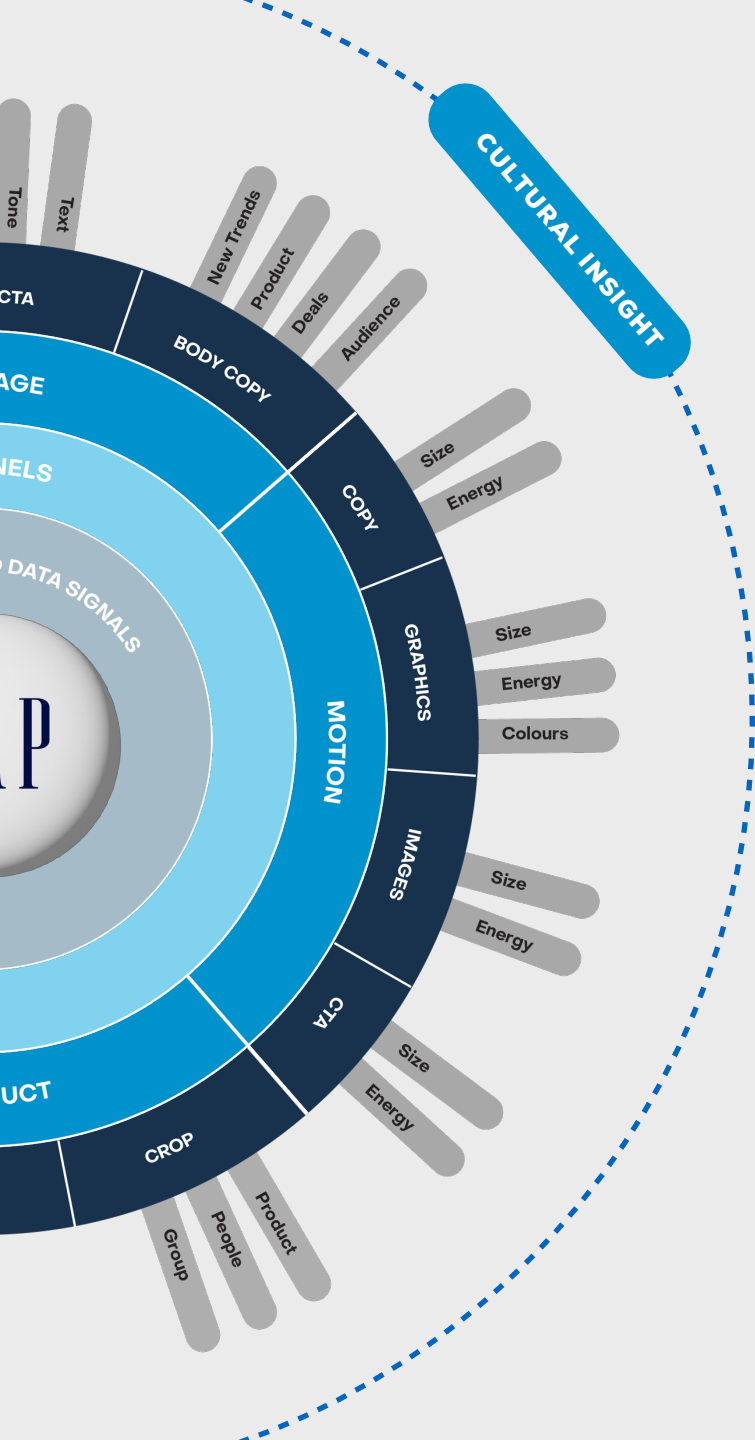 CULTURAL INSIGHT
Tone
Text
New Trends
Product
Deals
Audience
CTA
BODY COPY
AGE
NELS
DATA SIGNALS
AP
Size
Energy
COPY
Size
Energy
Colours
GRAPHICS
MOTION
Size
Energy
IMAGES
Size
Energy
CTA
UCT
CROP
Product
People
Group